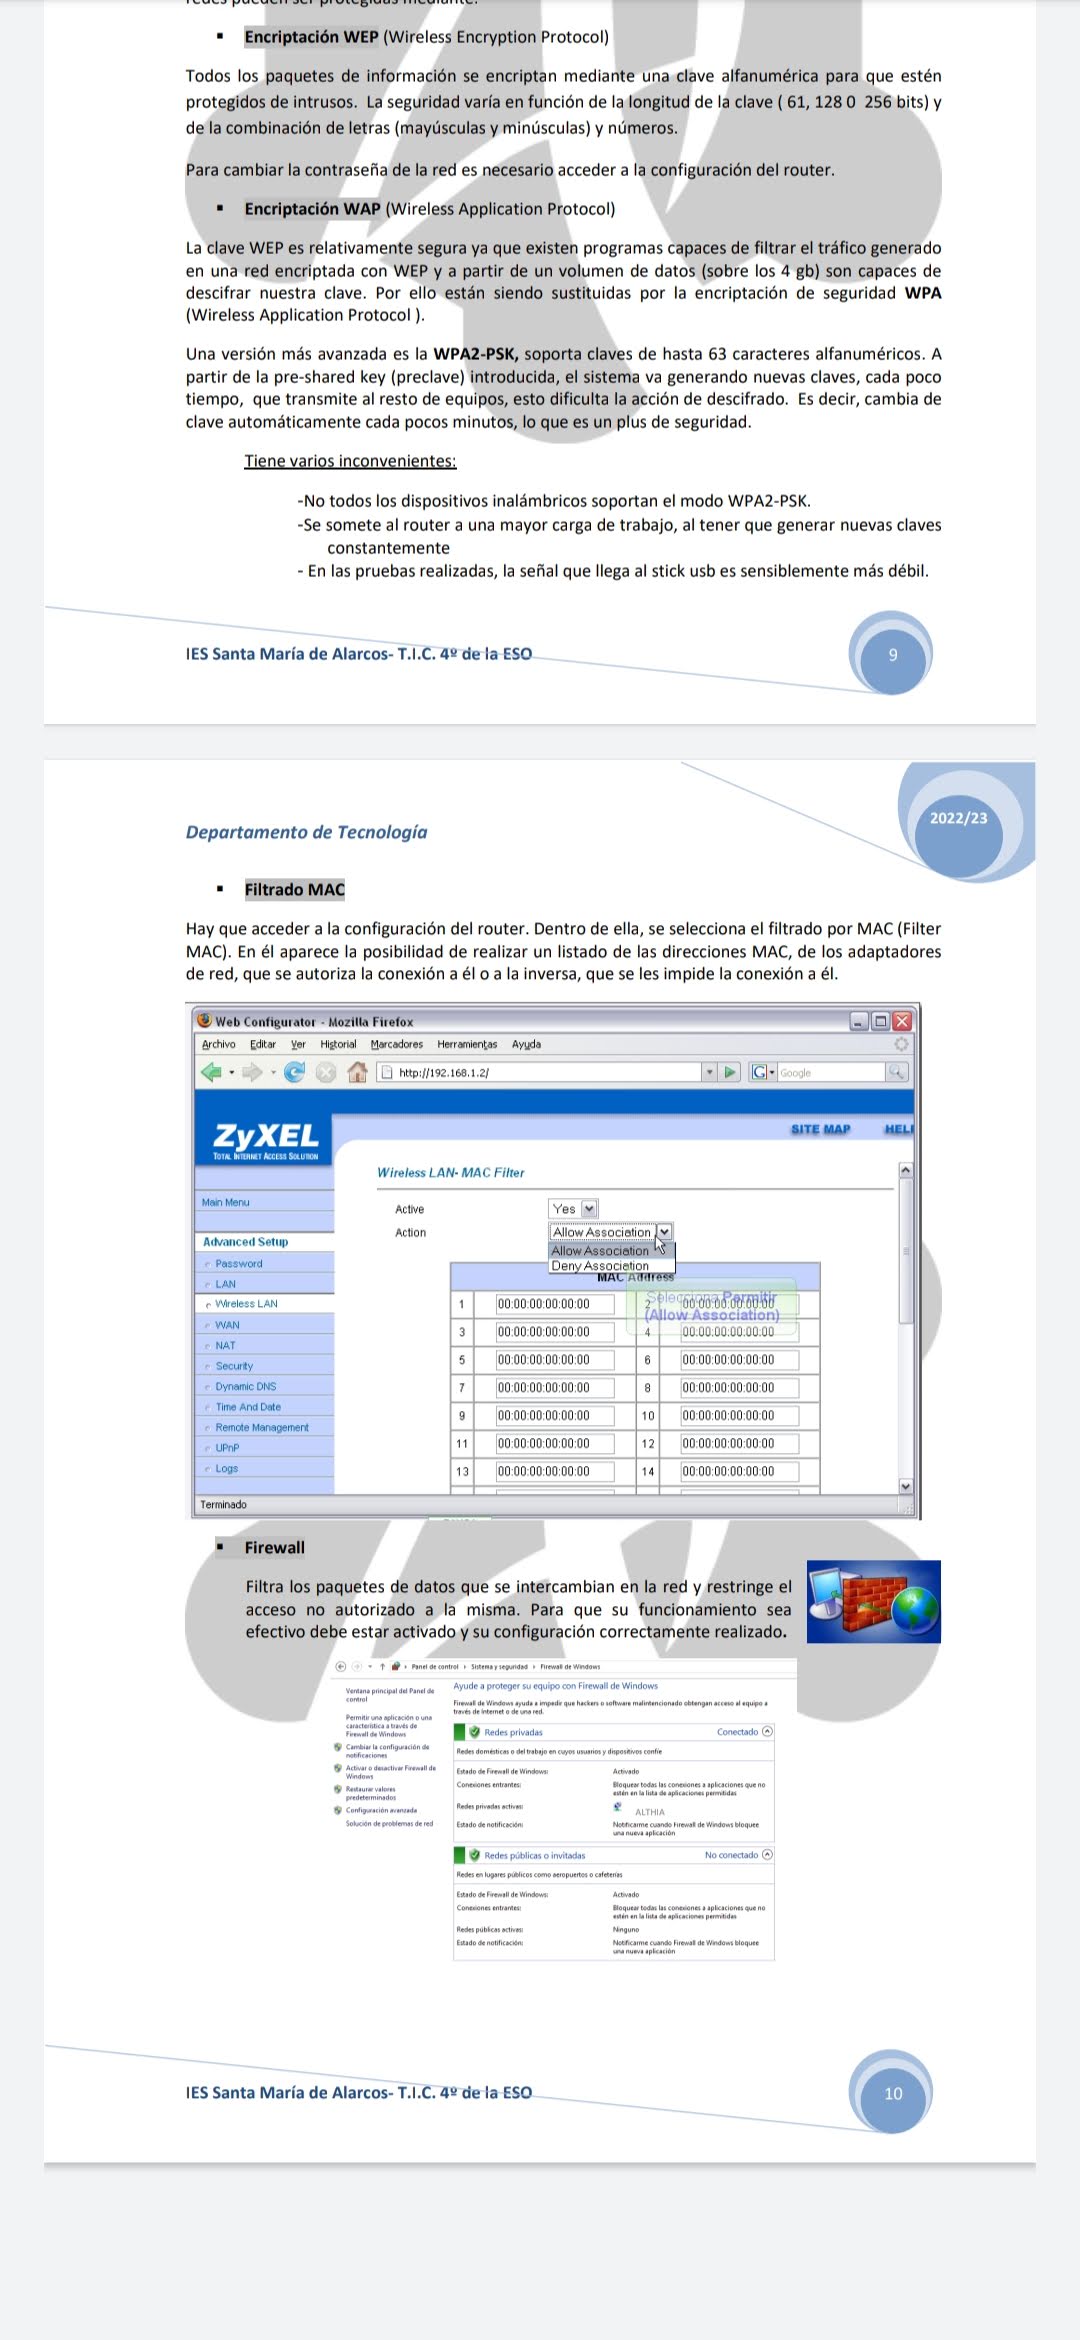 ▪ Encriptación WEP (Wireless Encryption Protocol)
Todos los paquetes de información se encriptan mediante una clave alfanumérica para que estén
protegidos de intrusos. La seguridad varía en función de la longitud de la clave ( 61, 128 0 256 bits) y
de la combinación de letras (mayúsculas y minúsculas) y números.
Para cambiar la contraseña de la red es necesario acceder a la configuración del router.
▪ Encriptación WAP (Wireless Application Protocol)
La clave WEP es relativamente segura ya que existen programas capaces de filtrar el tráfico generado
en una red encriptada con WEP y a partir de un volumen de datos (sobre los 4 gb) son capaces de
descifrar nuestra clave. Por ello están siendo sustituidas por la encriptación de seguridad WPA
(Wireless Application Protocol ).
Una versión más avanzada es la WPA2-PSK, soporta claves de hasta 63 caracteres alfanuméricos. A
partir de la pre-shared key (preclave) introducida, el sistema va generando nuevas claves, cada poco
tiempo, que transmite al resto de equipos, esto dificulta la acción de descifrado. Es decir, cambia de
clave automáticamente cada pocos minutos, lo que es un plus de seguridad.
Tiene varios inconvenientes:
-No todos los dispositivos inalámbricos soportan el modo WPA2-PSK.
-Se somete al router a una mayor carga de trabajo, al tener que generar nuevas claves
constantemente
- En las pruebas realizadas, la señal que llega al stick usb es sensiblemente más débil.
IES Santa María de Alarcos- T.I.C. 4º de la ESO
9
2022/23
Departamento de Tecnología
▪ Filtrado MAC
Hay que acceder a la configuración del router. Dentro de ella, se selecciona el filtrado por MAC (Filter
MAC). En él aparece la posibilidad de realizar un listado de las direcciones MAC, de los adaptadores
de red, que se autoriza la conexión a él o a la inversa, que se les impide la conexión a él.
Web Configurator - Mozilla Firefox
Archivo Editar Ver Historial Marcadores Herramientas Ayuda
http://192.168.1.2/ G Google
SITE MAP HEL
ZyXEL
TOTAL INTERNET ACCESS SOLUTION
Main Menu
Advanced Setup
Password
LAN
Wireless LAN
WAN
NAT
Security
Dynamic DNS
Time And Date
Remote Management
UPnP
Logs
Wireless LAN- MAC Filter
Active Yes
Action Allow Association
Allow Association
Deny Association
MAC Address
Selecciona Permitir
(Allow Association)
1 00:00:00:00:00:00 2 00:00:00:00:00:00
3 00:00:00:00:00:00 4 00:00:00:00:00:00
5 00:00:00:00:00:00 6 00:00:00:00:00:00
7 00:00:00:00:00:00 8 00:00:00:00:00:00
9 00:00:00:00:00:00 10 00:00:00:00:00:00
11 00:00:00:00:00:00 12 00:00:00:00:00:00
13 00:00:00:00:00:00 14 00:00:00:00:00:00
Terminado
▪ Firewall
Filtra los paquetes de datos que se intercambian en la red y restringe el
acceso no autorizado a la misma. Para que su funcionamiento sea
efectivo debe estar activado y su configuración correctamente realizado.
Panel de control › Sistema y seguridad › Firewall de Windows
Ventana principal del Panel de
control
Permitir una aplicación o una
característica a través de
Firewall de Windows
Cambiar la configuración de
notificaciones
Activar o desactivar Firewall de
Windows
Restaurar valores
predeterminados
Configuración avanzada
Solución de problemas de red
Ayude a proteger su equipo con Firewall de Windows
Firewall de Windows ayuda a impedir que hackers o software malintencionado obtengan acceso al equipo a
través de Internet o de una red.
Redes privadas Conectado
Redes domésticas o del trabajo en cuyos usuarios y dispositivos confíe
Estado de Firewall de Windows: Activado
Conexiones entrantes: Bloquear todas las conexiones a aplicaciones que no
estén en la lista de aplicaciones permitidas
Redes privadas activas: ALTHIA
Estado de notificación: Notificarme cuando Firewall de Windows bloquee
una nueva aplicación
Redes públicas o invitadas No conectado
Redes en lugares públicos como aeropuertos o cafeterías
Estado de Firewall de Windows: Activado
Conexiones entrantes: Bloquear todas las conexiones a aplicaciones que no
estén en la lista de aplicaciones permitidas
Redes públicas activas: Ninguno
Estado de notificación: Notificarme cuando Firewall de Windows bloquee
una nueva aplicación
IES Santa María de Alarcos- T.I.C. 4º de la ESO
10